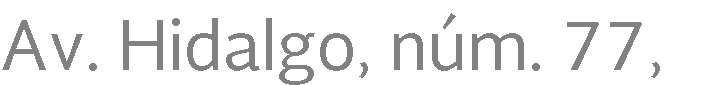 Av. Hidalgo, núm. 77,